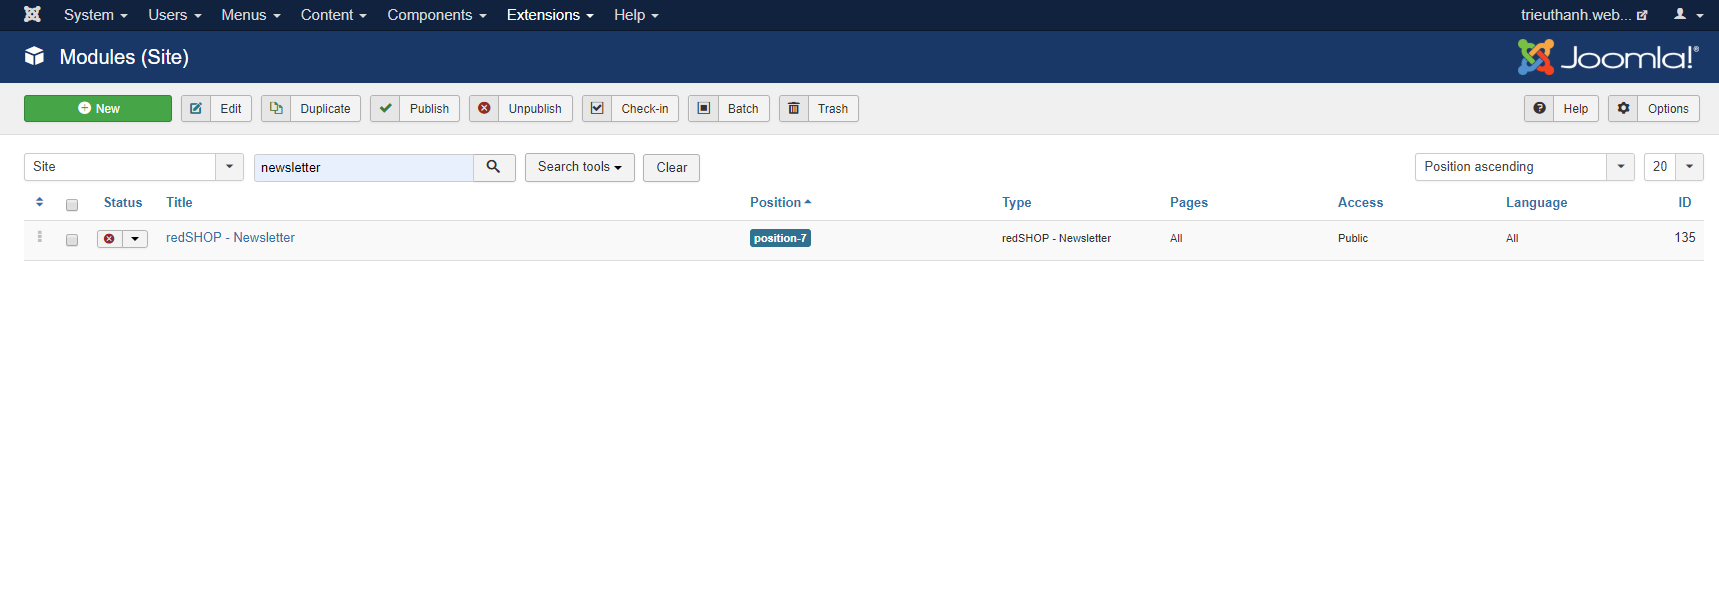 System Users Menus Content Components Extensions Help trieuthanh.web...
Modules (Site) Joomla!®
New Edit Duplicate Publish Unpublish Check-in Batch Trash Help Options
Site newsletter Search tools Clear Position ascending 20
Status Title Position Type Pages Access Language ID
redSHOP - Newsletter position-7 redSHOP - Newsletter All Public All 135